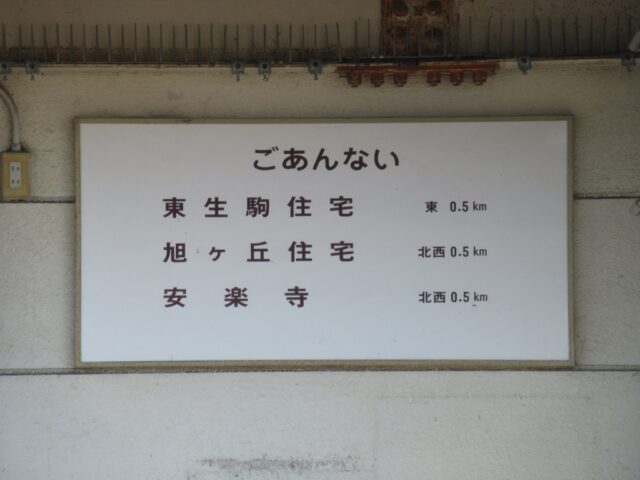 ごあんない
東生駒住宅 東 0.5 km
旭ヶ丘住宅 北西 0.5 km
安楽寺 北西 0.5 km